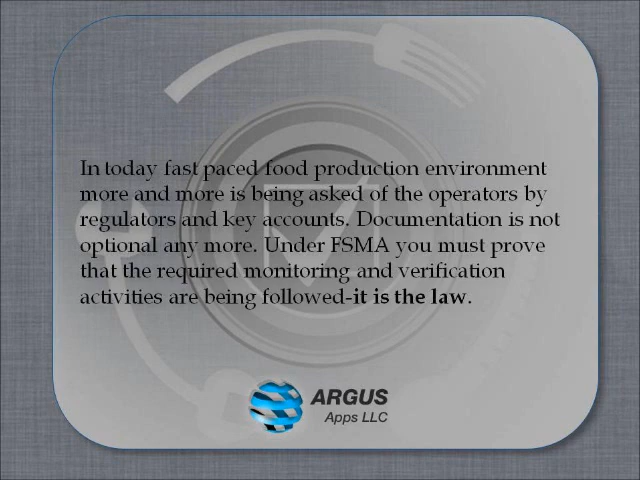 In today fast paced food production environment
more and more is being asked of the operators by
regulators and key accounts. Documentation is not
optional any more. Under FSMA you must prove
that the required monitoring and verification
activities are being followed-it is the law.
ARGUS
Apps LLC